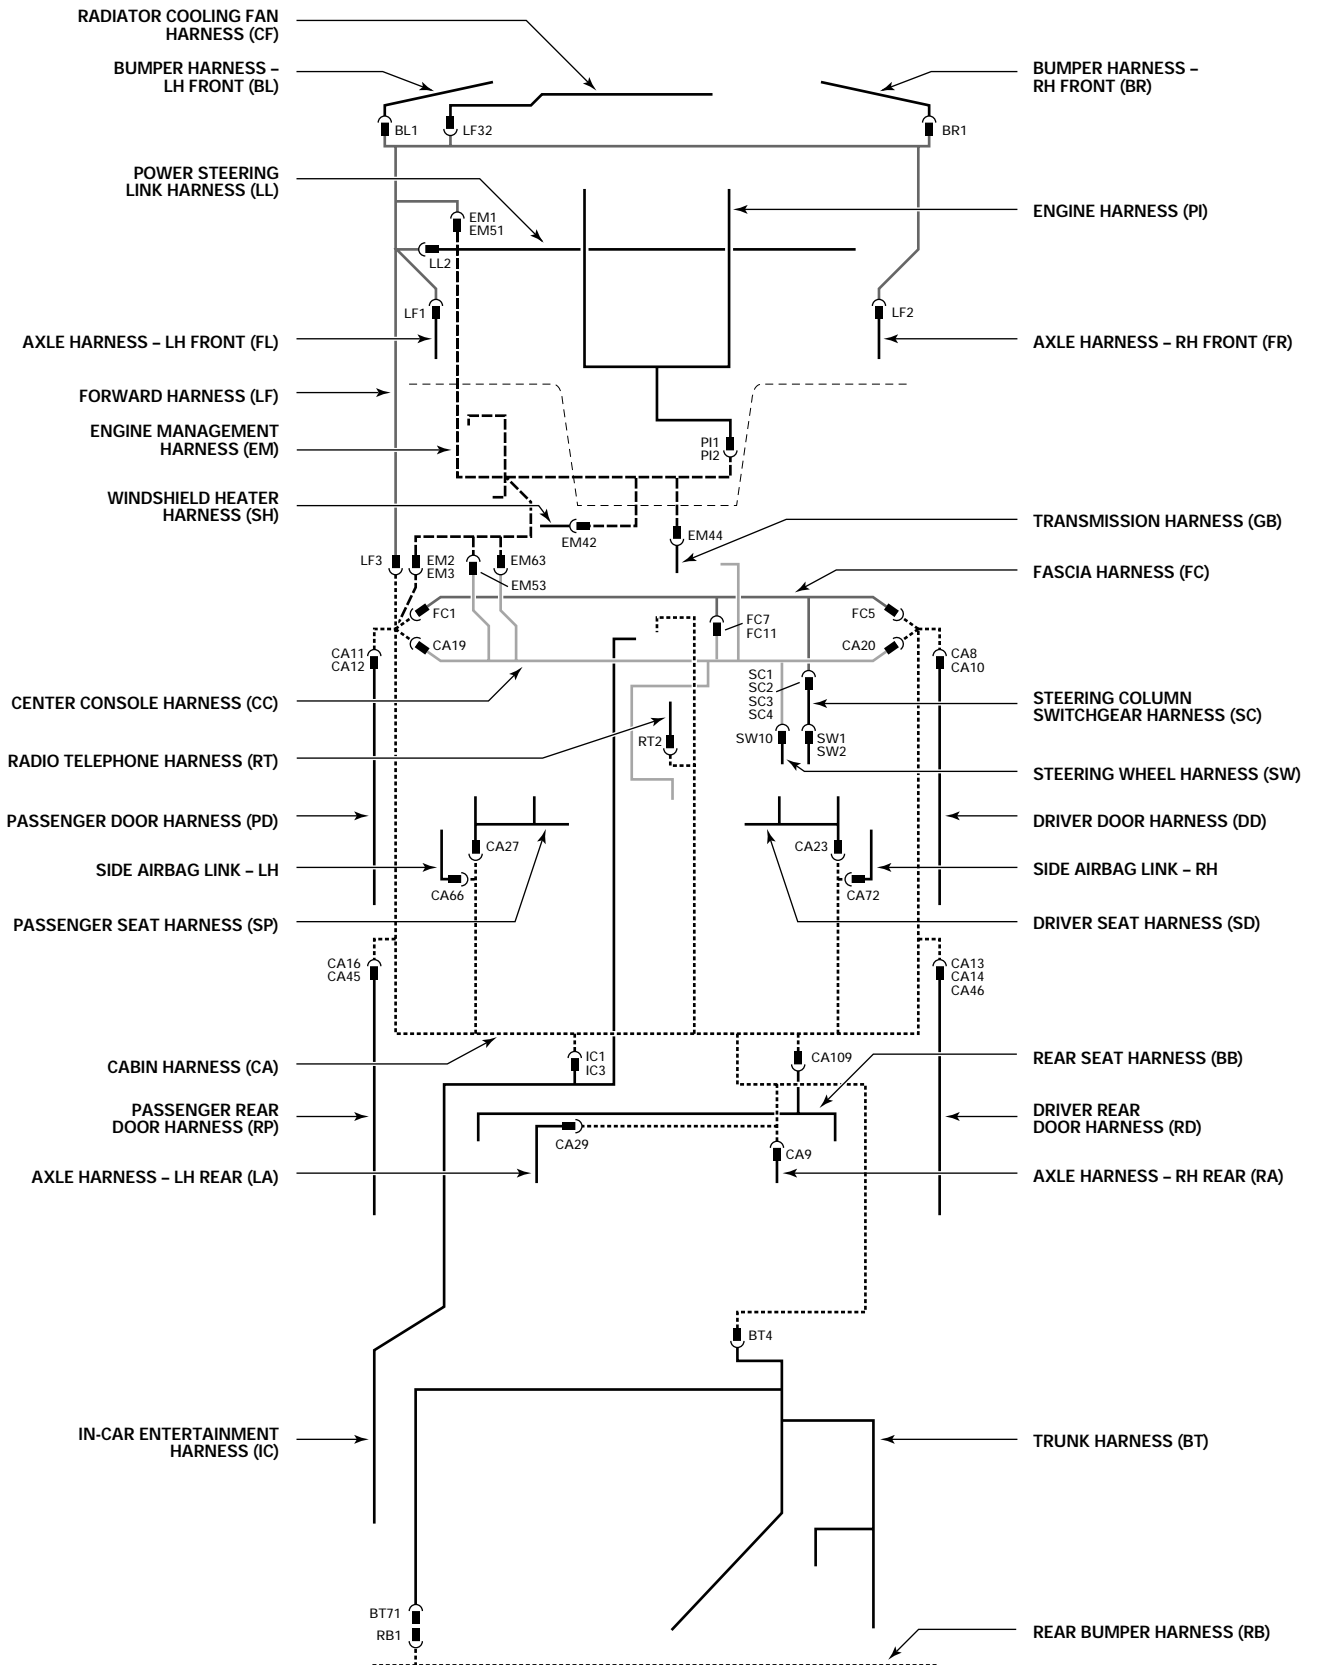 RADIATOR COOLING FAN
HARNESS (CF)
BUMPER HARNESS –
LH FRONT (BL)
BUMPER HARNESS –
RH FRONT (BR)
BL1
LF32
BR1
POWER STEERING
LINK HARNESS (LL)
ENGINE HARNESS (PI)
EM1
EM51
LL2
LF1
LF2
AXLE HARNESS – LH FRONT (FL)
AXLE HARNESS – RH FRONT (FR)
FORWARD HARNESS (LF)
ENGINE MANAGEMENT
HARNESS (EM)
PI1
PI2
WINDSHIELD HEATER
HARNESS (SH)
TRANSMISSION HARNESS (GB)
EM42
EM44
LF3
EM2
EM3
EM63
EM53
FASCIA HARNESS (FC)
FC1
FC7
FC11
FC5
CA11
CA12
CA19
CA20
CA8
CA10
SC1
SC2
SC3
SC4
CENTER CONSOLE HARNESS (CC)
STEERING COLUMN
SWITCHGEAR HARNESS (SC)
RT2
SW10
SW1
SW2
RADIO TELEPHONE HARNESS (RT)
STEERING WHEEL HARNESS (SW)
PASSENGER DOOR HARNESS (PD)
DRIVER DOOR HARNESS (DD)
CA27
CA23
SIDE AIRBAG LINK – LH
SIDE AIRBAG LINK – RH
CA66
CA72
PASSENGER SEAT HARNESS (SP)
DRIVER SEAT HARNESS (SD)
CA16
CA45
CA13
CA14
CA46
CABIN HARNESS (CA)
IC1
IC3
CA109
REAR SEAT HARNESS (BB)
PASSENGER REAR
DOOR HARNESS (RP)
DRIVER REAR
DOOR HARNESS (RD)
CA29
CA9
AXLE HARNESS – LH REAR (LA)
AXLE HARNESS – RH REAR (RA)
BT4
IN-CAR ENTERTAINMENT
HARNESS (IC)
TRUNK HARNESS (BT)
BT71
RB1
REAR BUMPER HARNESS (RB)